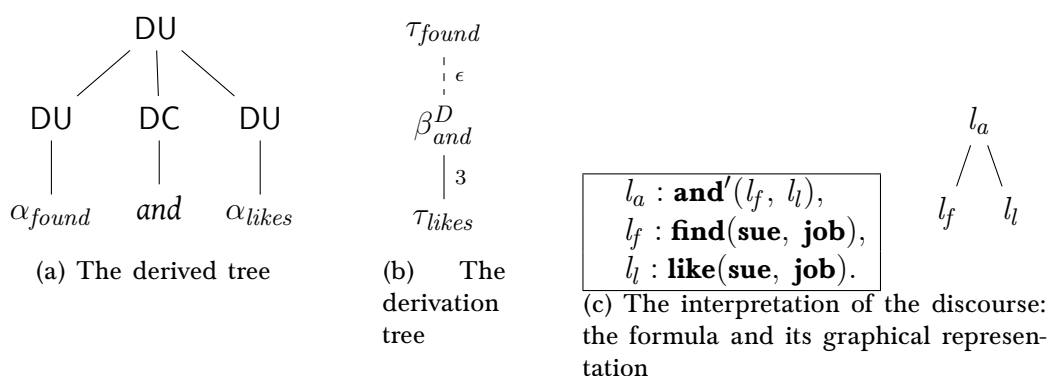 DU
DU DC DU
α_found and α_likes
(a) The derived tree
τ_found
ϵ
β^D_and
3
τ_likes
(b) The
derivation
tree
l_a : and′(l_f, l_l),
l_f : find(sue, job),
l_l : like(sue, job).
l_a
l_f l_l
(c) The interpretation of the discourse:
the formula and its graphical represen-
tation